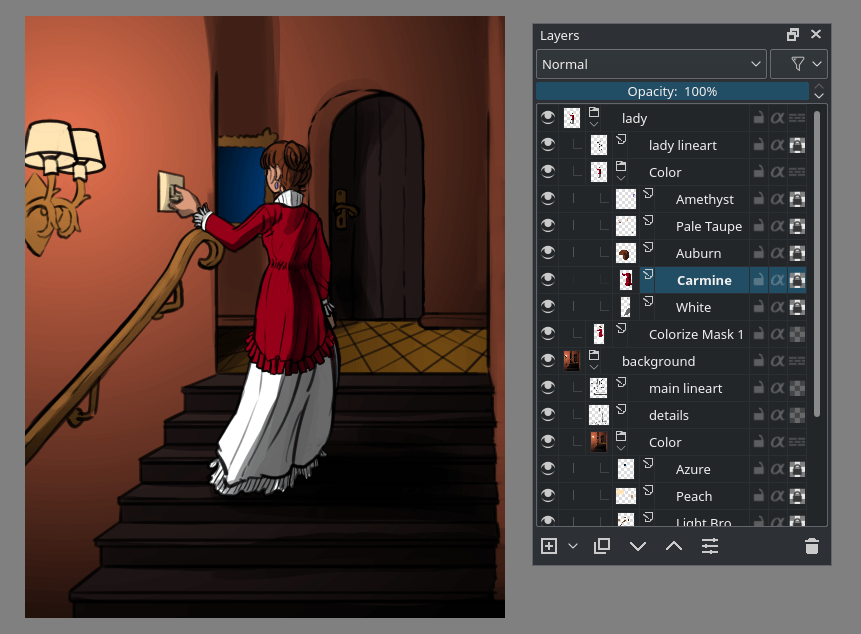 Layers
Normal
Opacity: 100%
lady
lady lineart
Color
Amethyst
Pale Taupe
Auburn
Carmine
White
Colorize Mask 1
background
main lineart
details
Color
Azure
Peach
Light Bro